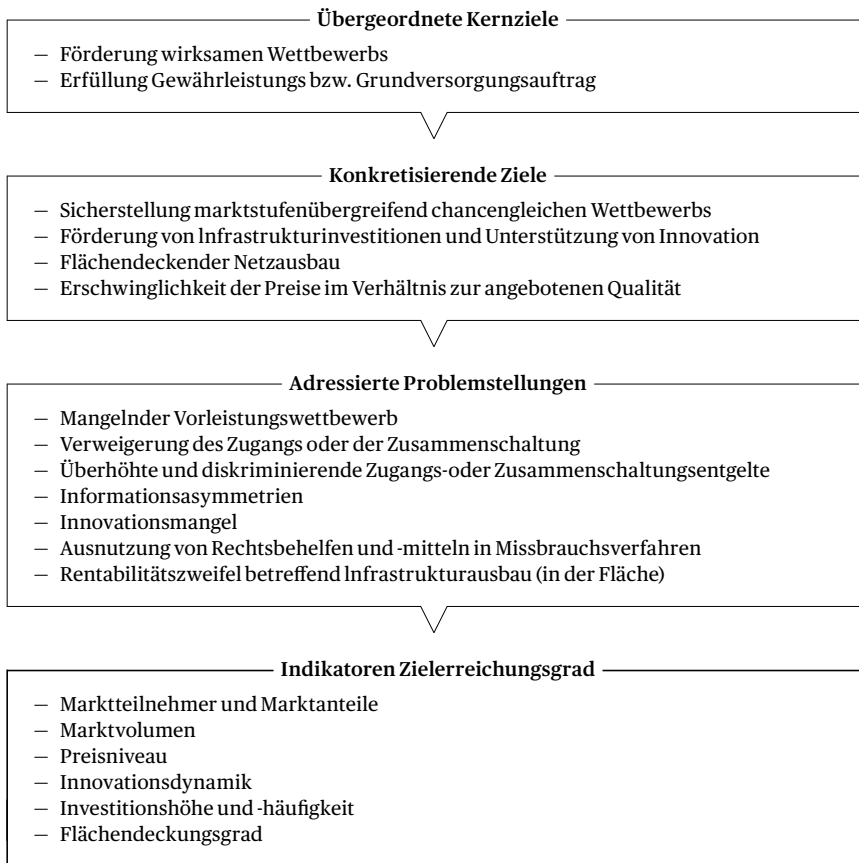 Übergeordnete Kernziele
– Förderung wirksamen Wettbewerbs
– Erfüllung Gewährleistungs bzw. Grundversorgungsauftrag
Konkretisierende Ziele
– Sicherstellung marktstufenübergreifend chancengleichen Wettbewerbs
– Förderung von lnfrastrukturinvestitionen und Unterstützung von Innovation
– Flächendeckender Netzausbau
– Erschwinglichkeit der Preise im Verhältnis zur angebotenen Qualität
Adressierte Problemstellungen
– Mangelnder Vorleistungswettbewerb
– Verweigerung des Zugangs oder der Zusammenschaltung
– Überhöhte und diskriminierende Zugangs-oder Zusammenschaltungsentgelte
– Informationsasymmetrien
– Innovationsmangel
– Ausnutzung von Rechtsbehelfen und -mitteln in Missbrauchsverfahren
– Rentabilitätszweifel betreffend lnfrastrukturausbau (in der Fläche)
Indikatoren Zielerreichungsgrad
– Marktteilnehmer und Marktanteile
– Marktvolumen
– Preisniveau
– Innovationsdynamik
– Investitionshöhe und -häufigkeit
– Flächendeckungsgrad